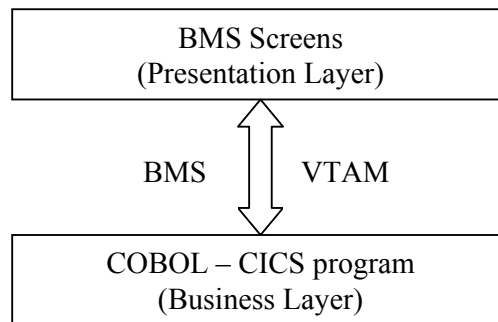 BMS Screens
(Presentation Layer)
BMS VTAM
COBOL – CICS program
(Business Layer)